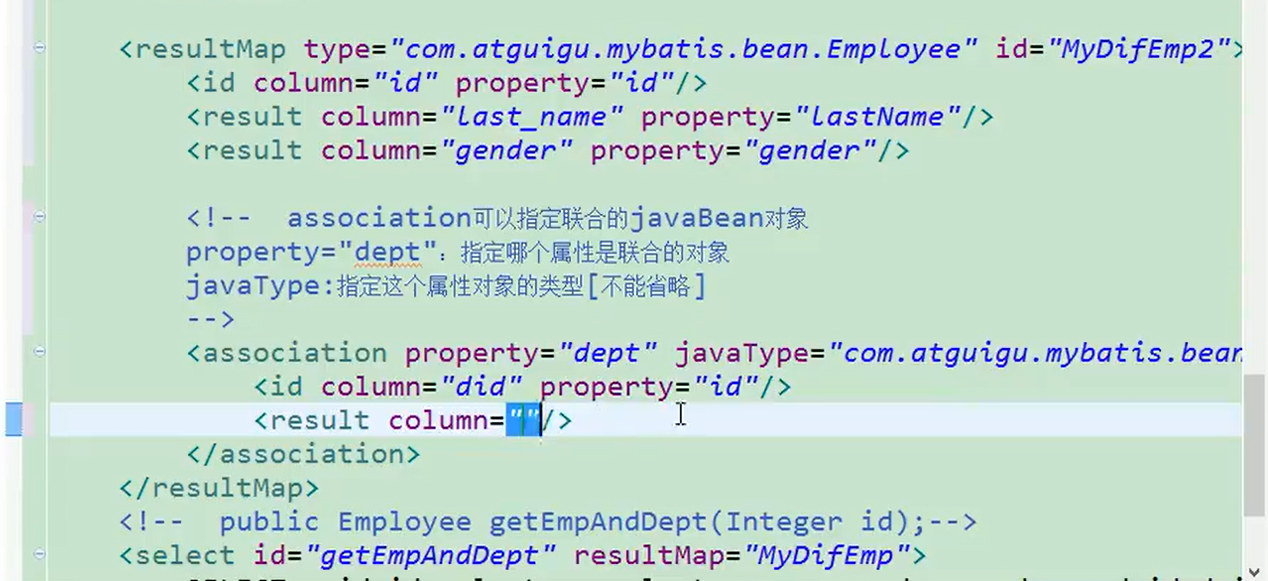 <resultMap type="com.atguigu.mybatis.bean.Employee" id="MyDifEmp2">
<id column="id" property="id"/>
<result column="last_name" property="lastName"/>
<result column="gender" property="gender"/>
<!--  association可以指定联合的javaBean对象
property="dept"：指定哪个属性是联合的对象
javaType:指定这个属性对象的类型[不能省略]
-->
<association property="dept" javaType="com.atguigu.mybatis.bean
<id column="did" property="id"/>
<result column=""/>
</association>
</resultMap>
<!--  public Employee getEmpAndDept(Integer id);-->
<select id="getEmpAndDept" resultMap="MyDifEmp">